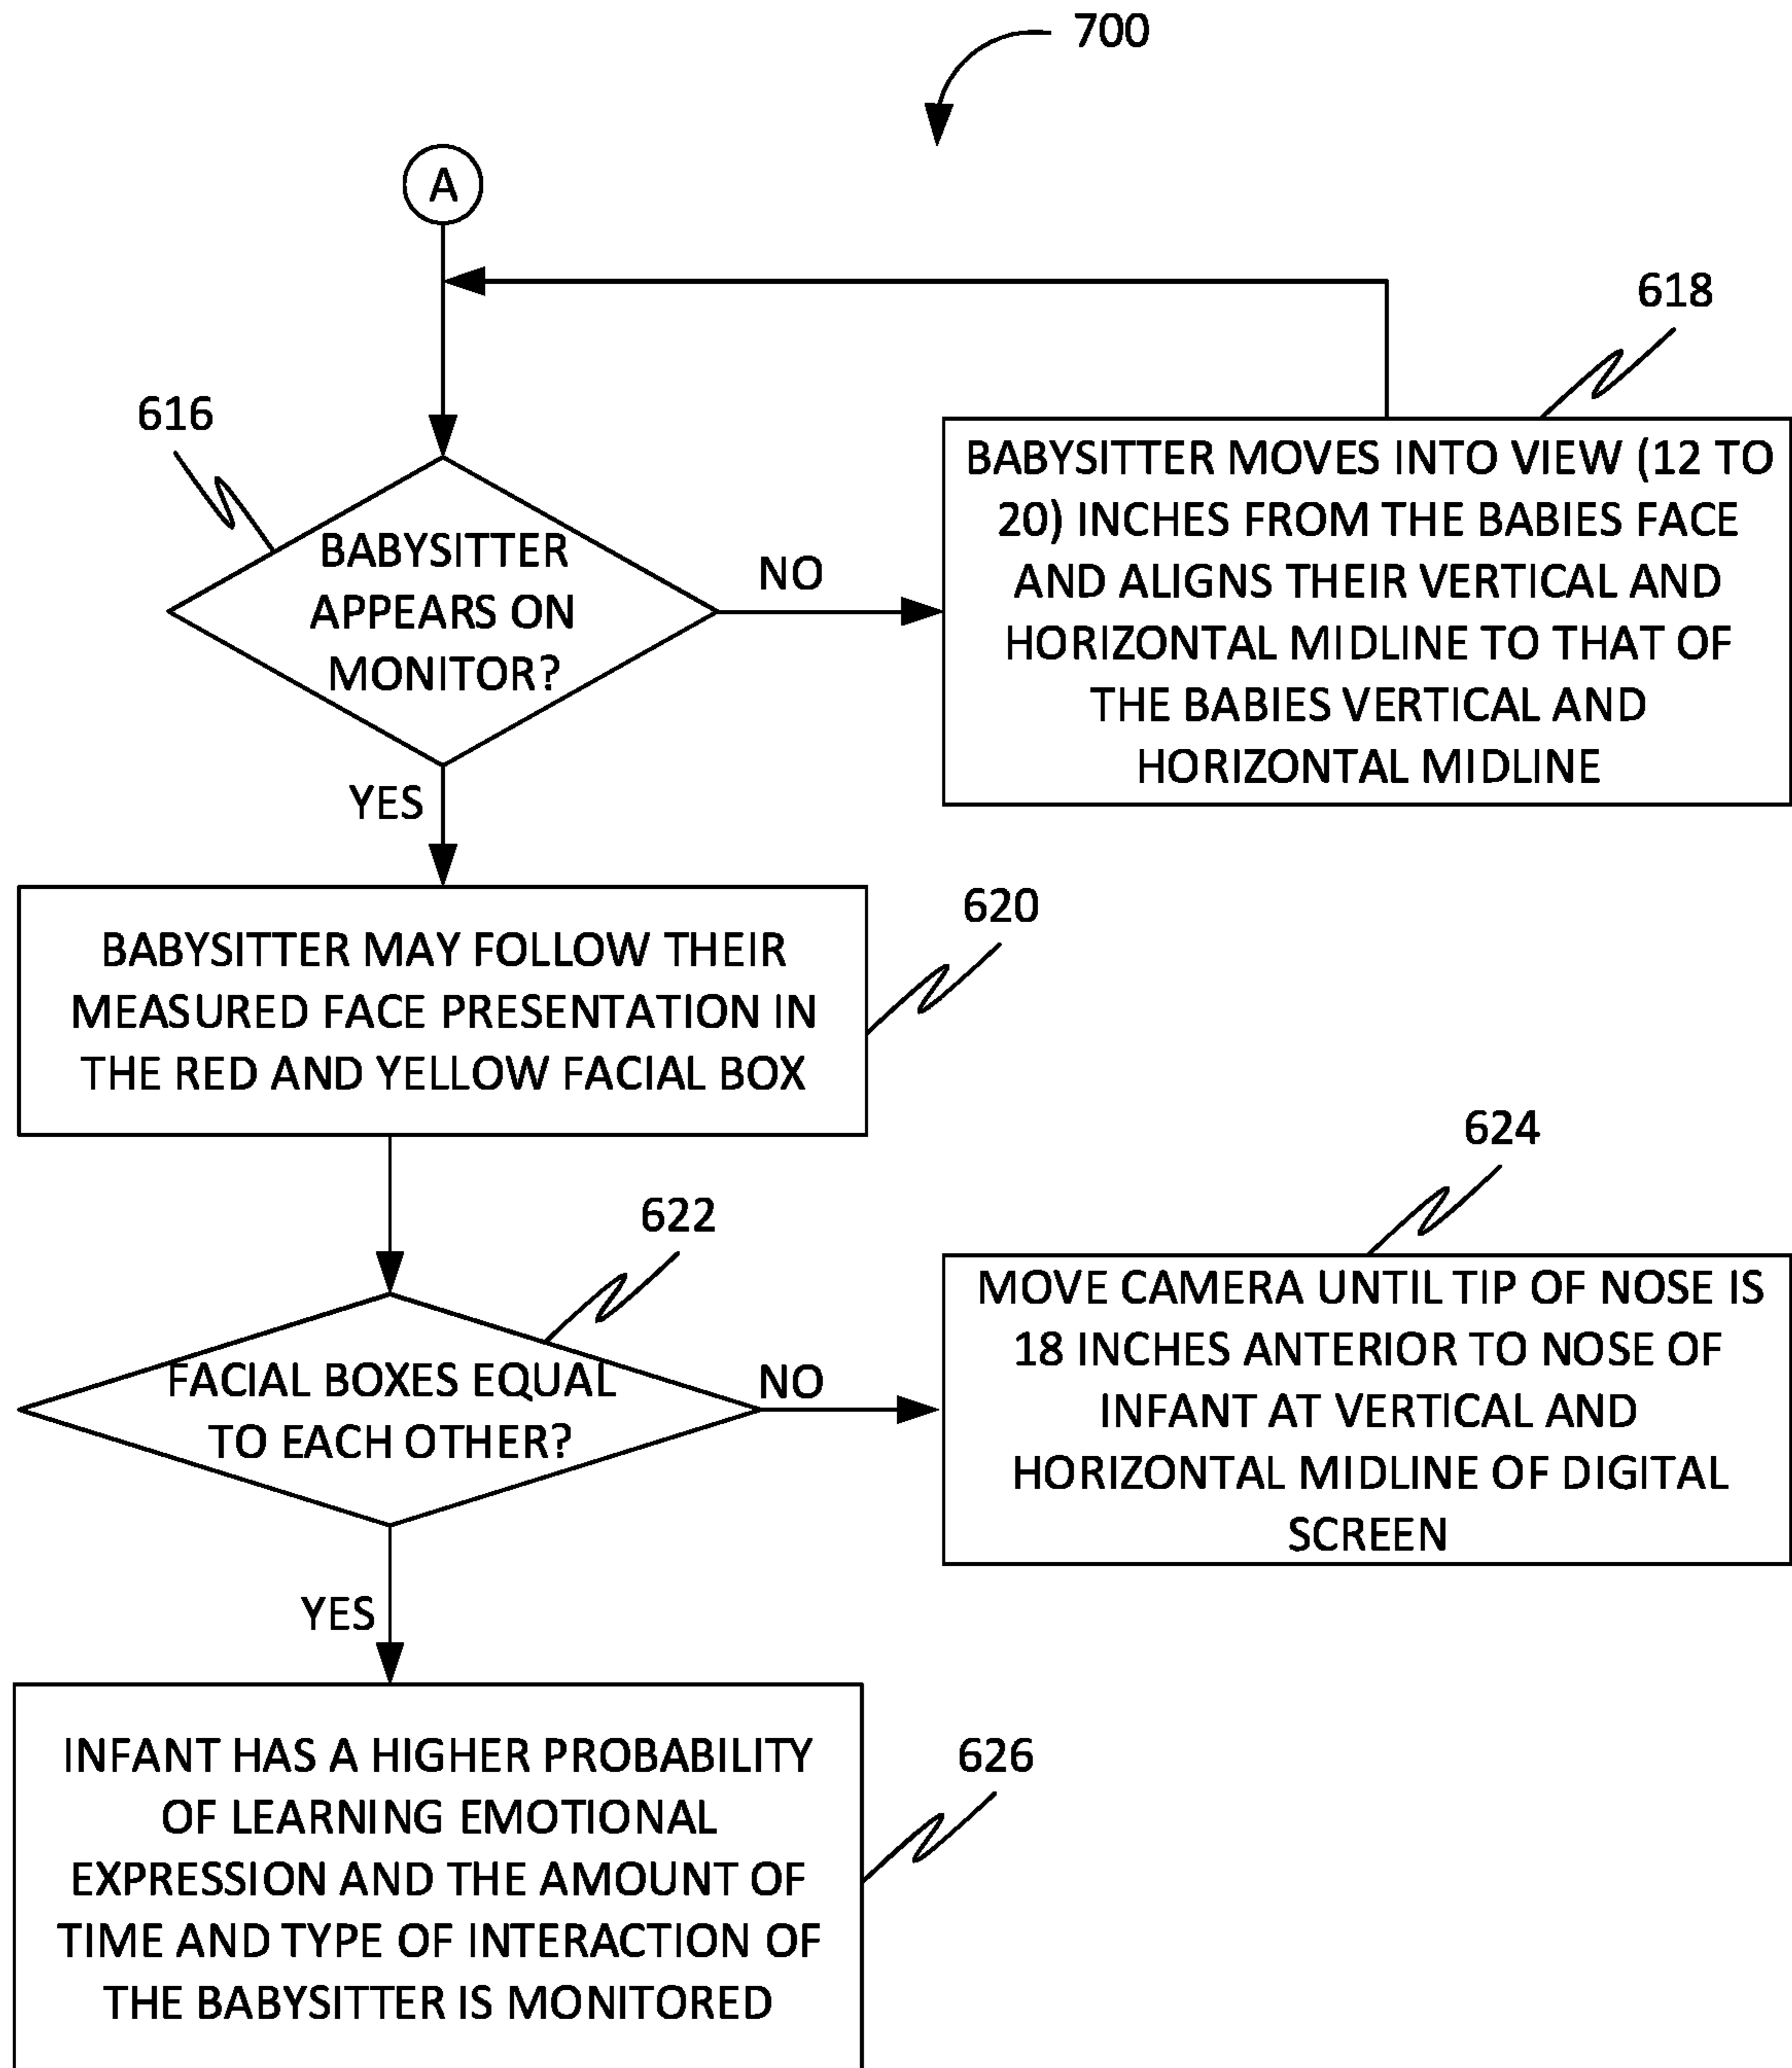 700
A
618
616
BABYSITTER
APPEARS ON
MONITOR?
NO
BABYSITTER MOVES INTO VIEW (12 TO
20) INCHES FROM THE BABIES FACE
AND ALIGNS THEIR VERTICAL AND
HORIZONTAL MIDLINE TO THAT OF
THE BABIES VERTICAL AND
HORIZONTAL MIDLINE
YES
620
BABYSITTER MAY FOLLOW THEIR
MEASURED FACE PRESENTATION IN
THE RED AND YELLOW FACIAL BOX
624
622
FACIAL BOXES EQUAL
TO EACH OTHER?
NO
MOVE CAMERA UNTIL TIP OF NOSE IS
18 INCHES ANTERIOR TO NOSE OF
INFANT AT VERTICAL AND
HORIZONTAL MIDLINE OF DIGITAL
SCREEN
YES
626
INFANT HAS A HIGHER PROBABILITY
OF LEARNING EMOTIONAL
EXPRESSION AND THE AMOUNT OF
TIME AND TYPE OF INTERACTION OF
THE BABYSITTER IS MONITORED